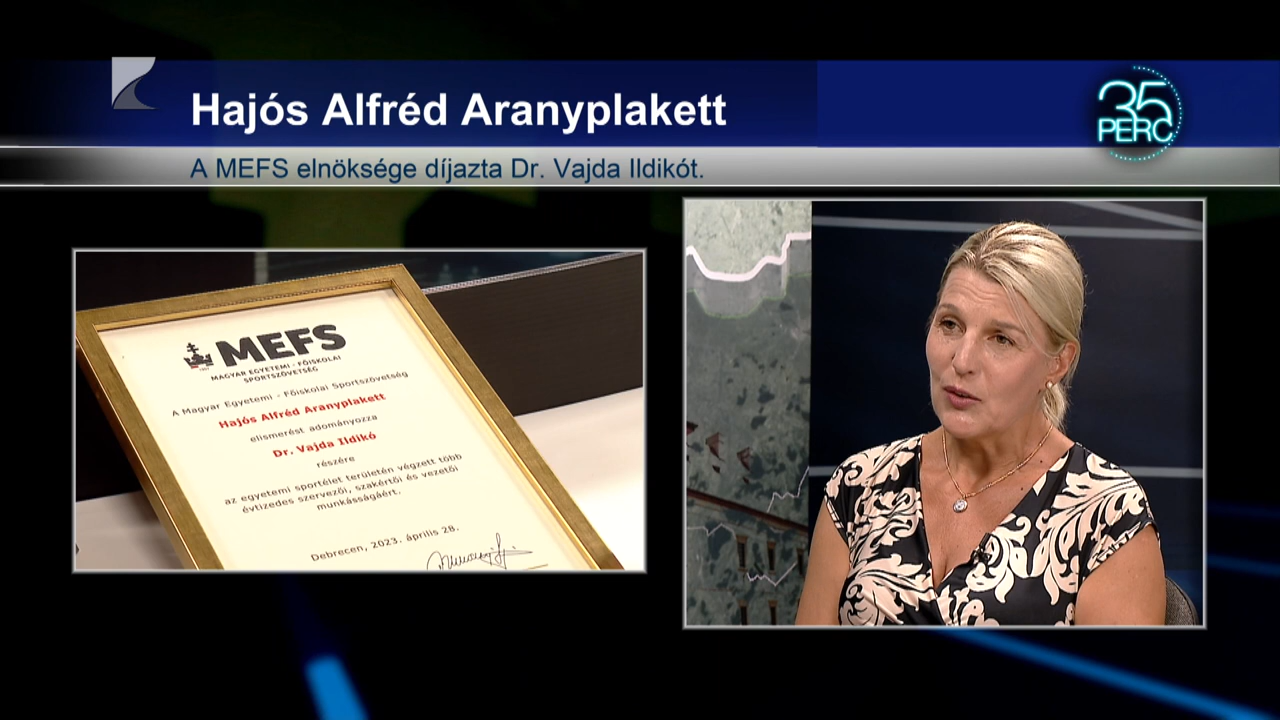 Hajós Alfréd Aranyplakett
A MEFS elnöksége díjazta Dr. Vajda Ildikót.
35
PERC
MEFS
MAGYAR EGYETEMI - FŐISKOLAI
SPORTSZÖVETSÉG
A Magyar Egyetemi - Főiskolai Sportszövetség
Hajós Alfréd Aranyplakett
elismerést adományozza
Dr. Vajda Ildikó
részére
az egyetemi sportélet területén végzett több
évtizedes szervezői, szakértői és vezetői
munkásságáért.
Debrecen, 2023. április 28.